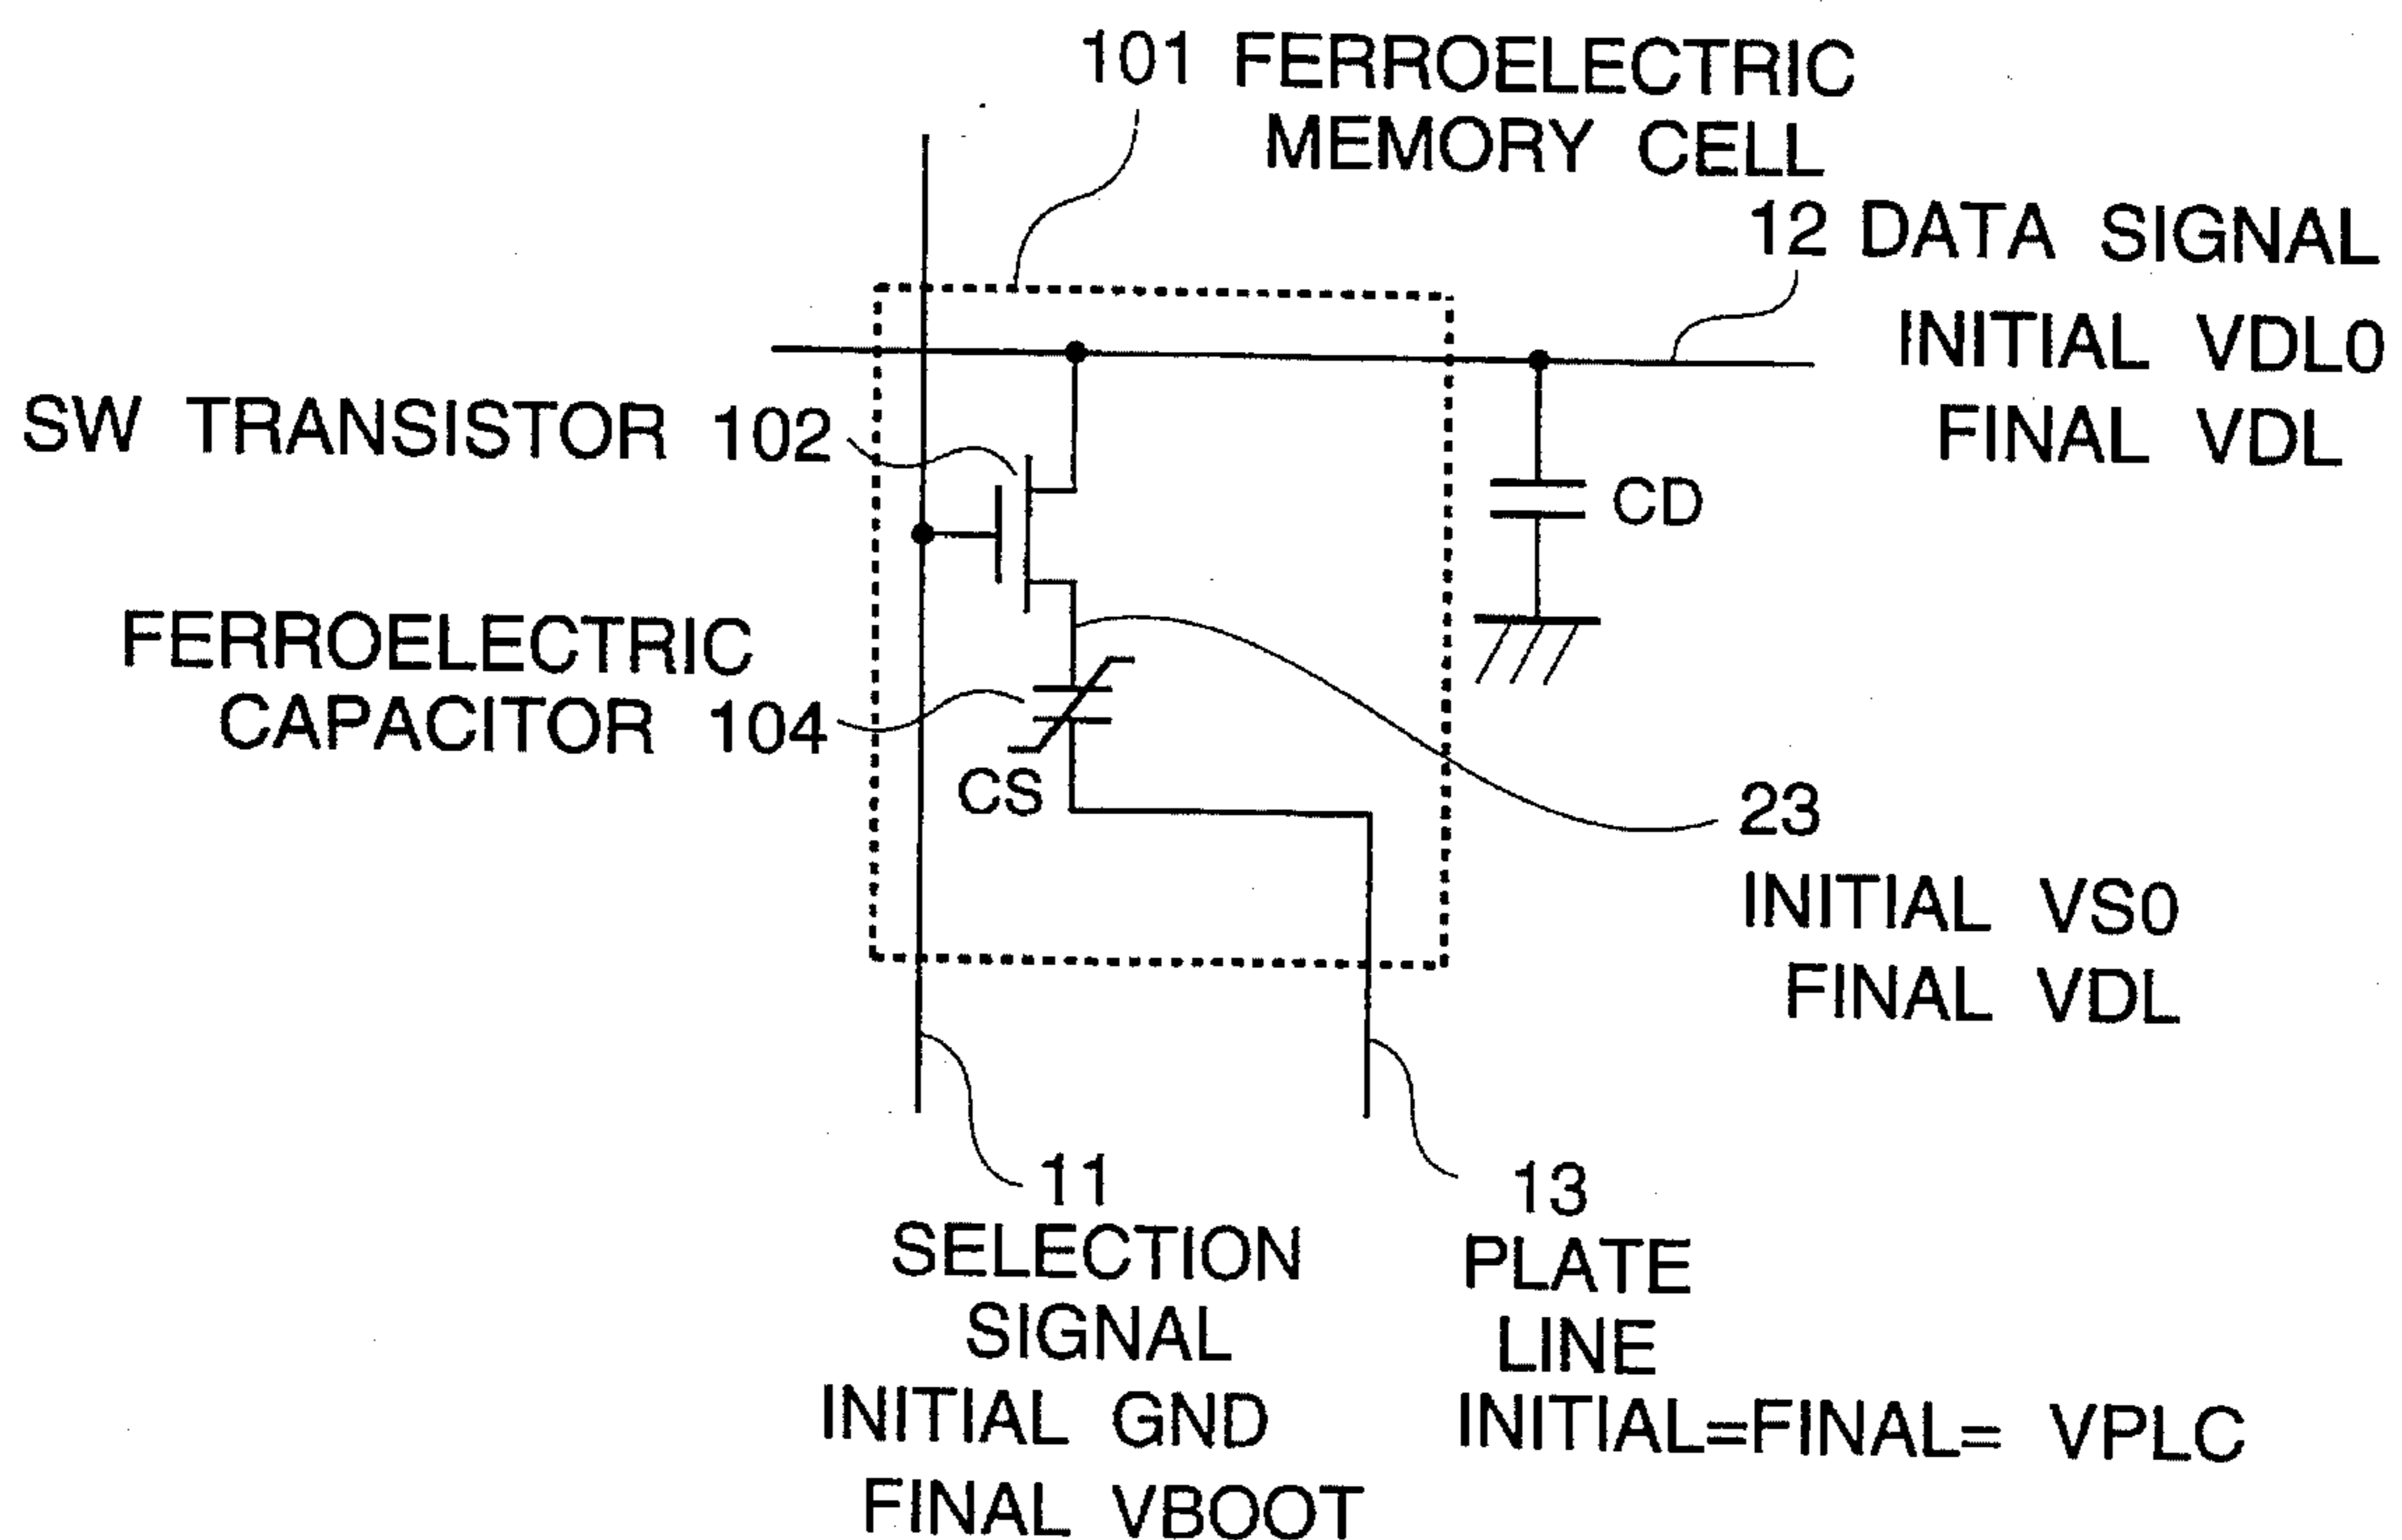 101 FERROELECTRIC
MEMORY CELL
12 DATA SIGNAL
INITIAL VDL0
FINAL VDL
SW TRANSISTOR 102
CD
FERROELECTRIC
CAPACITOR 104
CS
23
INITIAL VS0
FINAL VDL
11
SELECTION
SIGNAL
INITIAL GND
FINAL VBOOT
13
PLATE
LINE
INITIAL=FINAL= VPLC